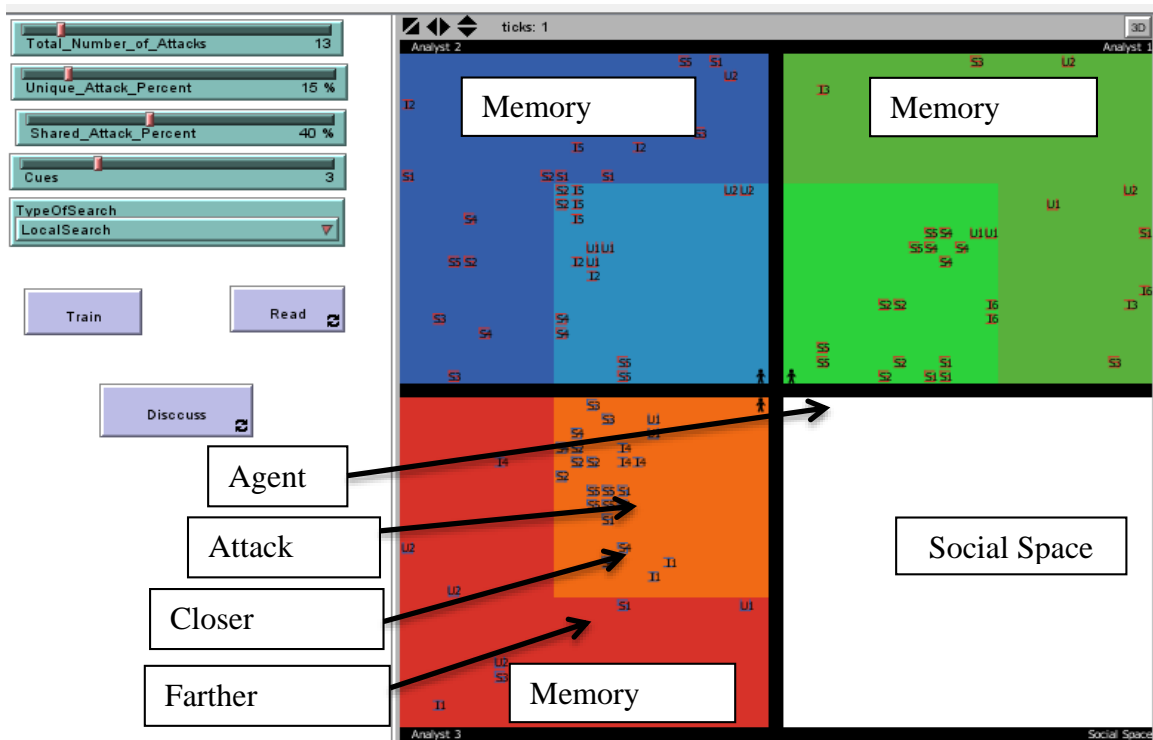 Total_Number_of_Attacks 13
Unique_Attack_Percent 15 %
Shared_Attack_Percent 40 %
Cues 3
TypeOfSearch
LocalSearch
Train
Read
Disccuss
Agent
Attack
Closer
Farther
ticks: 1
3D
Analyst 2
S5 S1
U2
Memory
I2
S3
I5 I2
S1 S2 S1 S1
S2 I5 U2 U2
S2 I5
S4 I5
U1 U1
S5 S2 I2 U1
I2
S3 S4
S4 S4
S5
S3 S5
Analyst 1
S3 U2
I3
Memory
U2
U1
S5 S4 U1 U1 S1
S5 S4 S4
S4
I6
S2 S2 I6 I3
I6
S5
S5 S2 S1 S3
S2 S1 S1
S3
S3 U1
S4
S2
I4 S2 S2 I4 I4
S2
S5 S5 S1
S1
U2 S4
I1
U2 I1
S1 U1
U2
S3
I1
Memory
Analyst 3
Social Space
Social Space